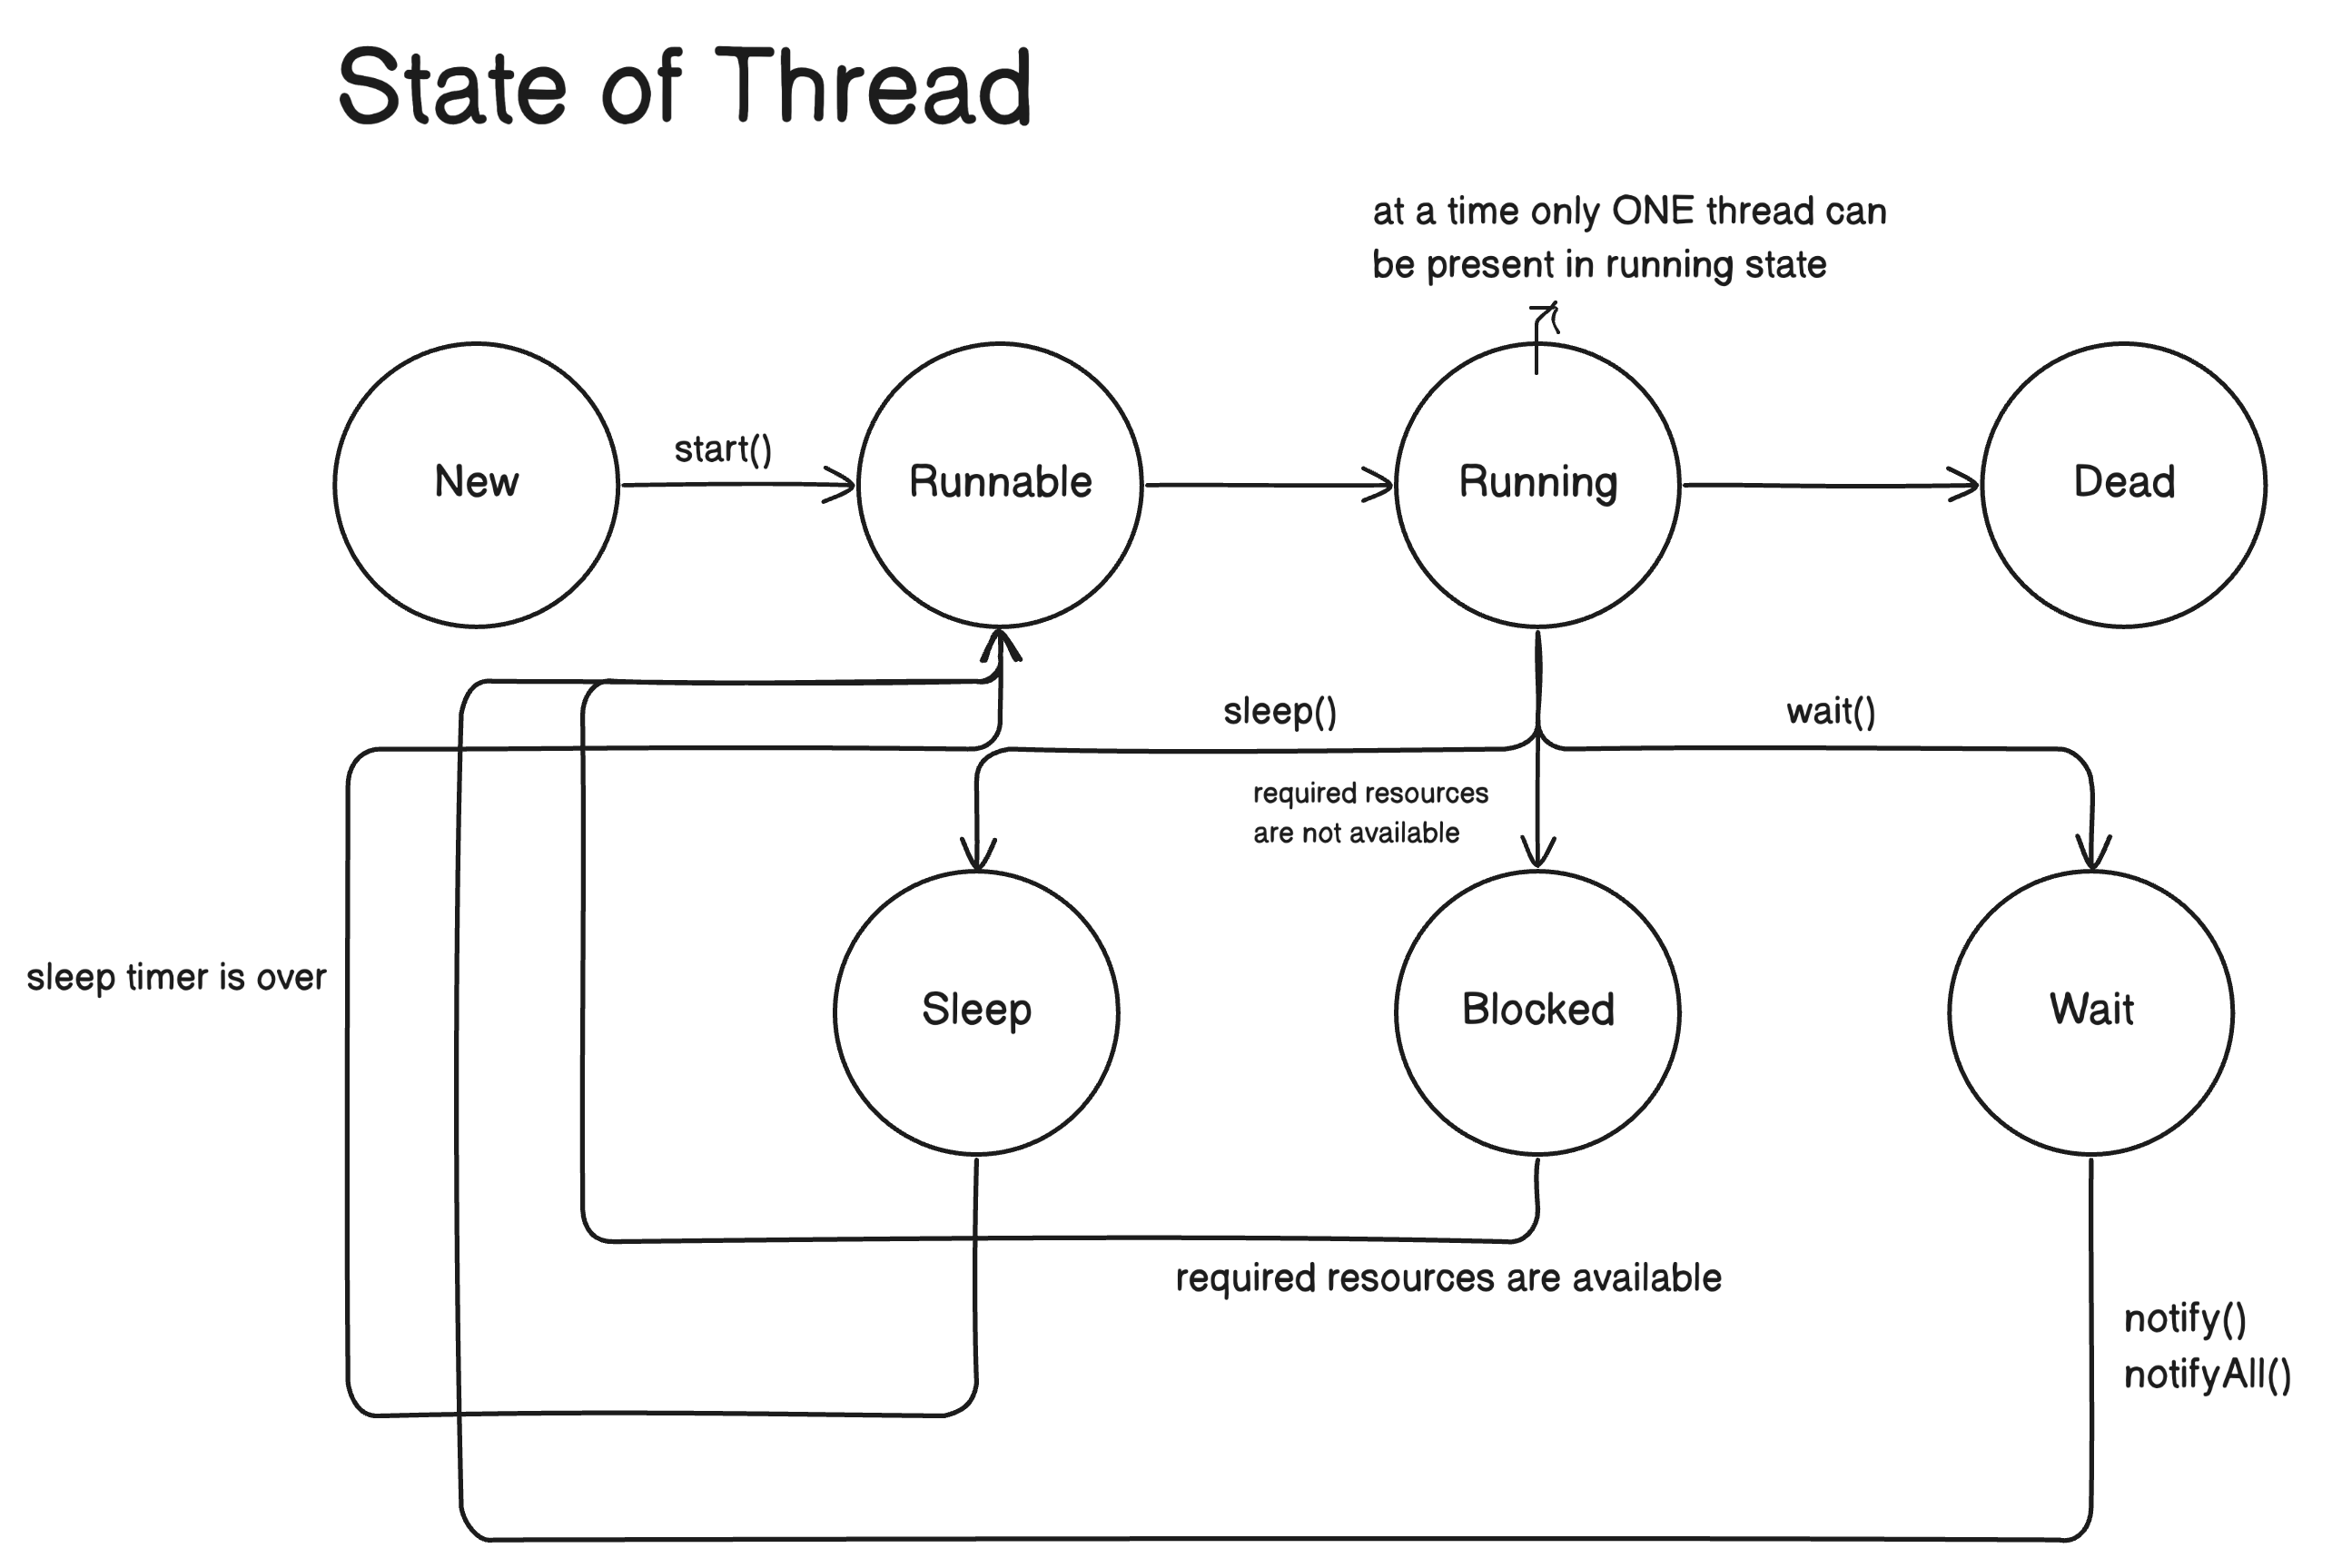 State of Thread
at a time only ONE thread can
be present in running state
New
start()
Runnable
Running
Dead
sleep()
wait()
required resources
are not available
sleep timer is over
Sleep
Blocked
Wait
required resources are available
notify()
notifyAll()